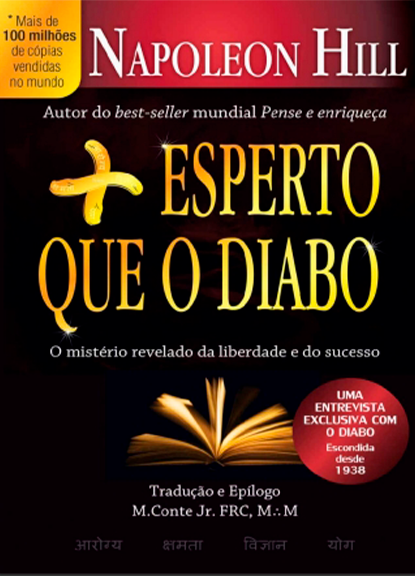 * Mais de
100 milhões
de cópias
vendidas
no mundo
NAPOLEON HILL
Autor do best-seller mundial Pense e enriqueça
+ ESPERTO
QUE O DIABO
O mistério revelado da liberdade e do sucesso
UMA
ENTREVISTA
EXCLUSIVA COM
O DIABO
Escondida
desde
1938
Tradução e Epílogo
M.Conte Jr. FRC, M∴M
आरोग्य क्षमता विज्ञान योग